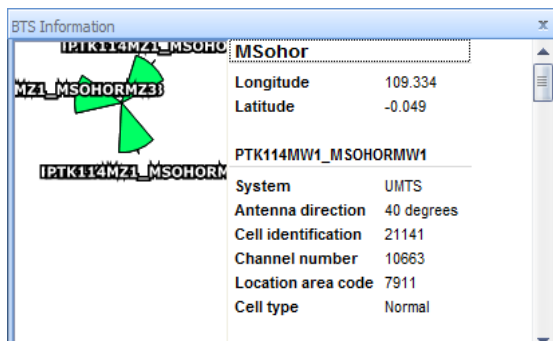 BTS Information
MSohor
Longitude 109.334
Latitude -0.049
PTK114MW1_MSOHORMW1
System UMTS
Antenna direction 40 degrees
Cell identification 21141
Channel number 10663
Location area code 7911
Cell type Normal